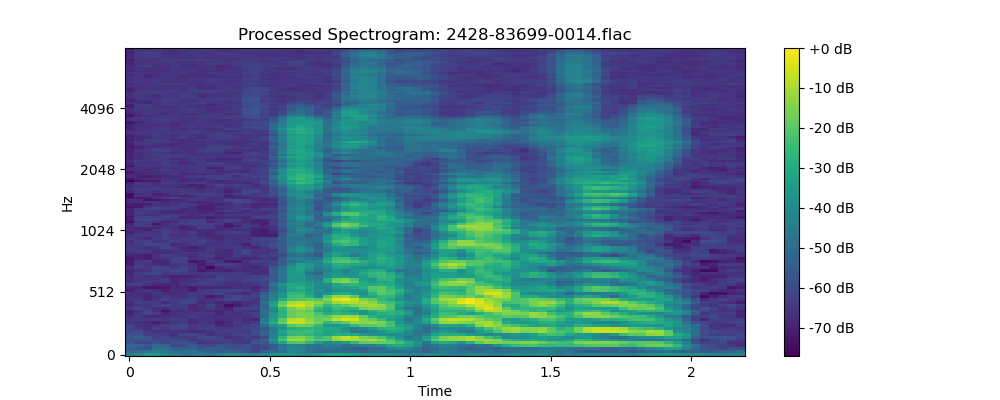 Processed Spectrogram: 2428-83699-0014.flac
+0 dB
-10 dB
-20 dB
-30 dB
-40 dB
-50 dB
-60 dB
-70 dB
4096
2048
1024
512
0
Hz
0
0.5
1
1.5
2
Time